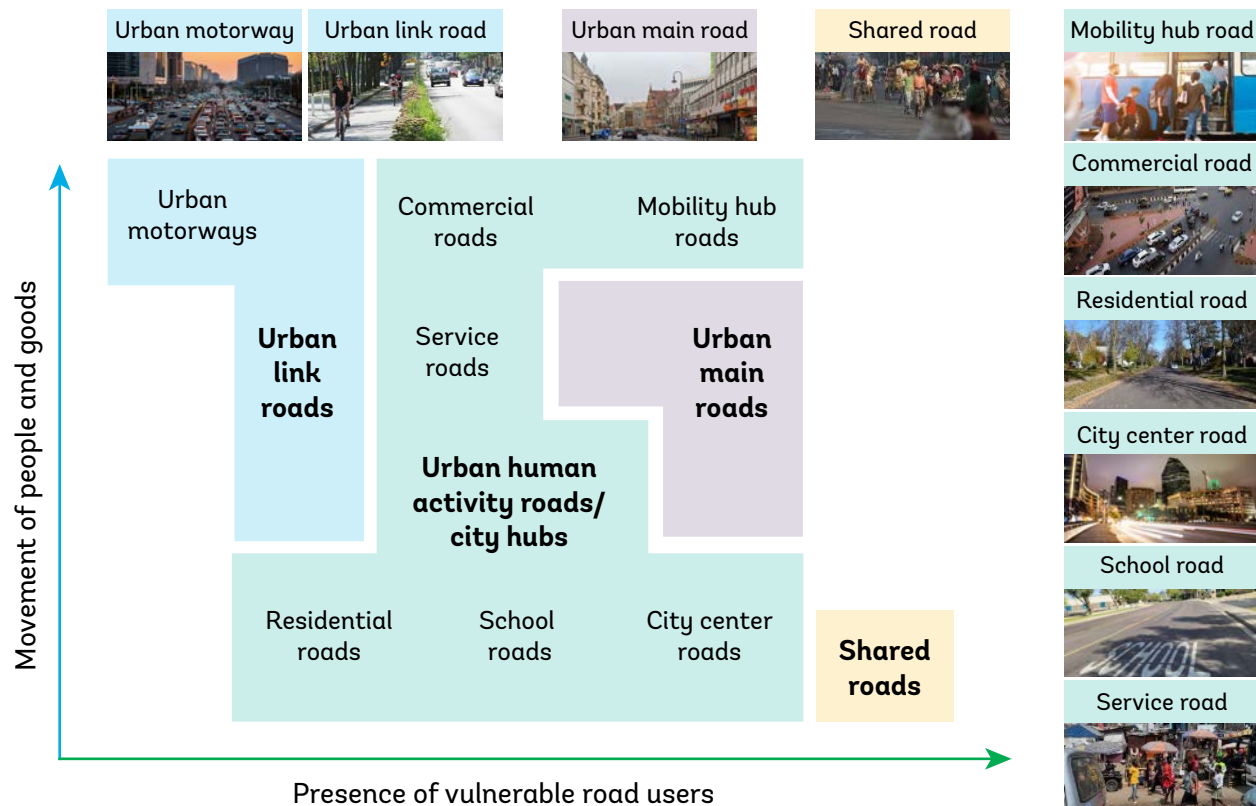 Urban motorway
Urban link road
Urban main road
Shared road
Mobility hub road
Commercial road
Residential road
City center road
School road
SCHOOL
Service road
Movement of people and goods
Urban
motorways
Commercial
roads
Mobility hub
roads
Urban
link
roads
Service
roads
Urban
main
roads
Urban human
activity roads/
city hubs
Residential
roads
School
roads
City center
roads
Shared
roads
Presence of vulnerable road users